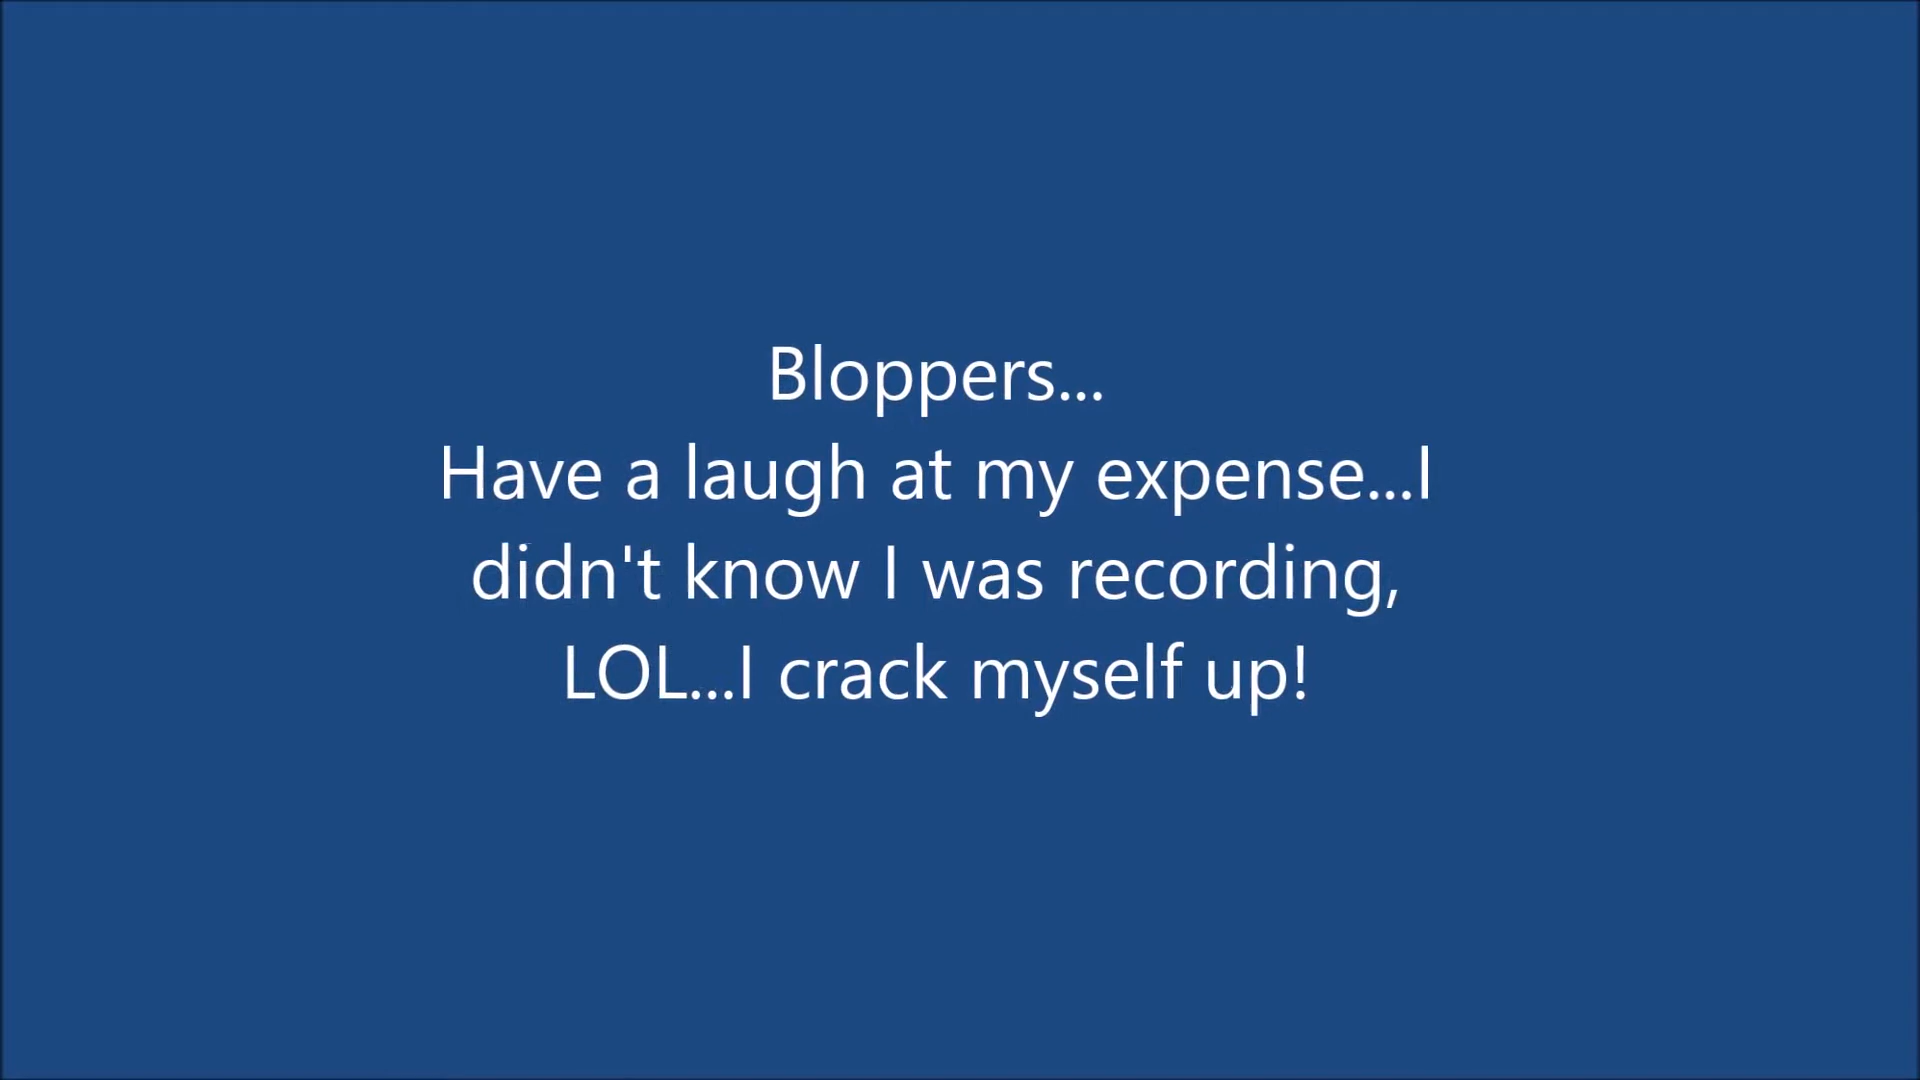 Bloppers...
Have a laugh at my expense...I
didn't know I was recording,
LOL...I crack myself up!